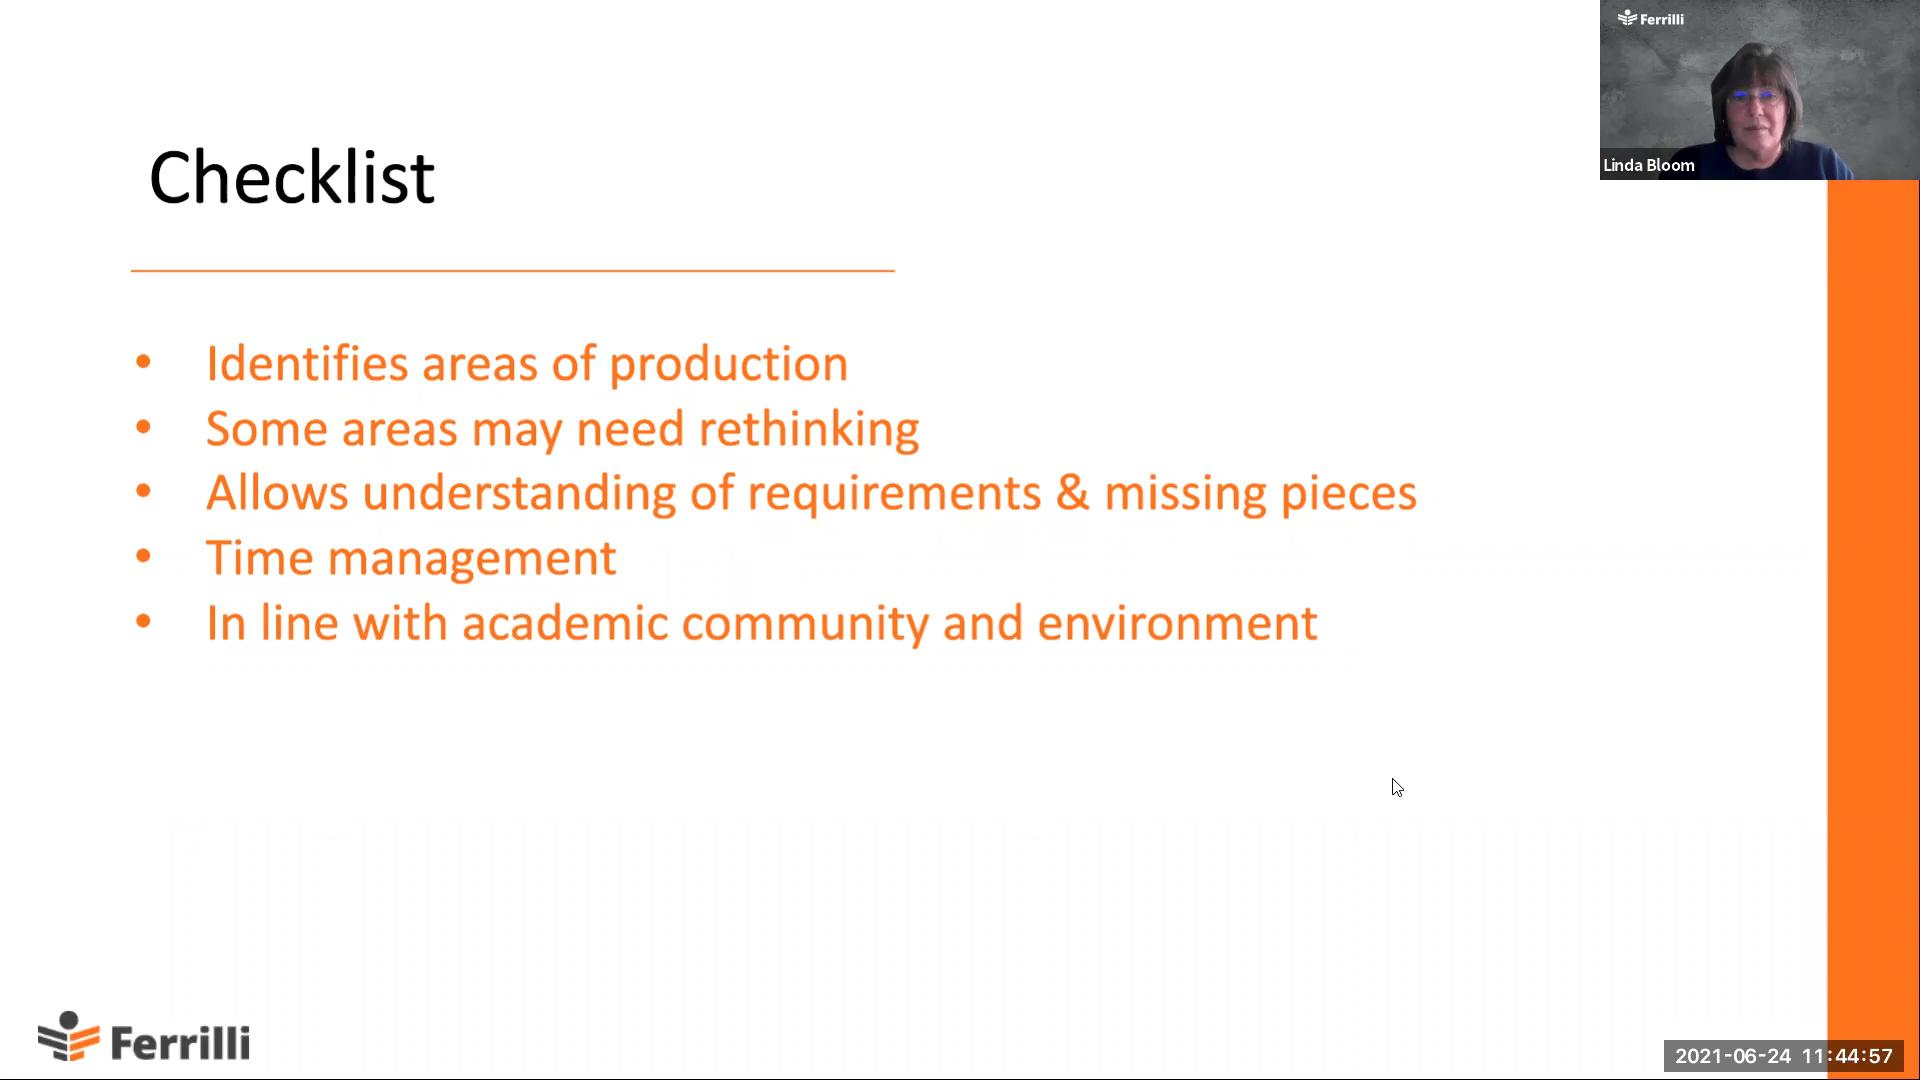 Ferrilli
Linda Bloom
Checklist
• Identifies areas of production
• Some areas may need rethinking
• Allows understanding of requirements & missing pieces
• Time management
• In line with academic community and environment
Ferrilli
2021-06-24 11:44:57